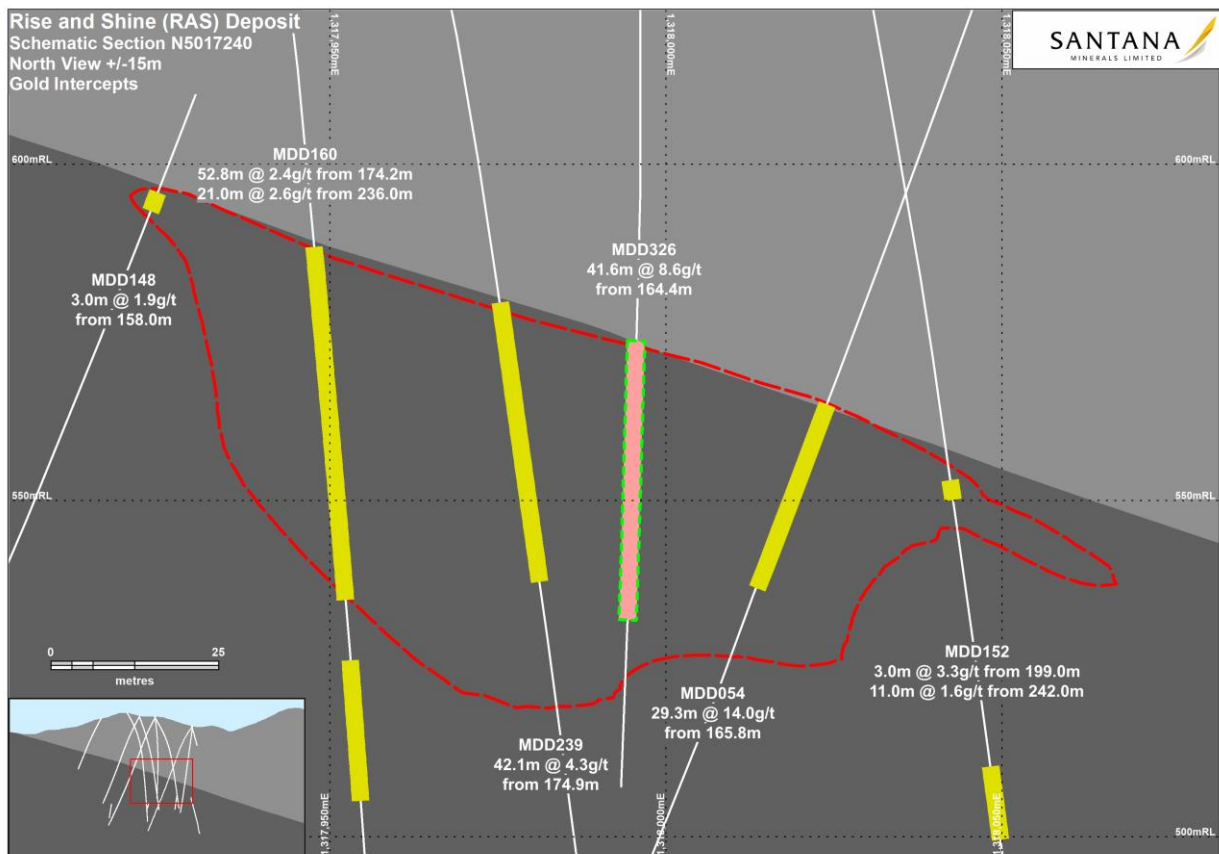 Rise and Shine (RAS) Deposit
Schematic Section N5017240
North View +/-15m
Gold Intercepts
1,317,950mE
1,318,000mE
1,318,050mE
SANTANA
MINERALS LIMITED
600mRL
600mRL
MDD160
52.8m @ 2.4g/t from 174.2m
21.0m @ 2.6g/t from 236.0m
MDD148
3.0m @ 1.9g/t
from 158.0m
MDD326
41.6m @ 8.6g/t
from 164.4m
550mRL
550mRL
0 25
metres
MDD152
3.0m @ 3.3g/t from 199.0m
11.0m @ 1.6g/t from 242.0m
MDD054
29.3m @ 14.0g/t
from 165.8m
MDD239
42.1m @ 4.3g/t
from 174.9m
1,317,950mE
1,318,000mE
1,318,050mE
500mRL